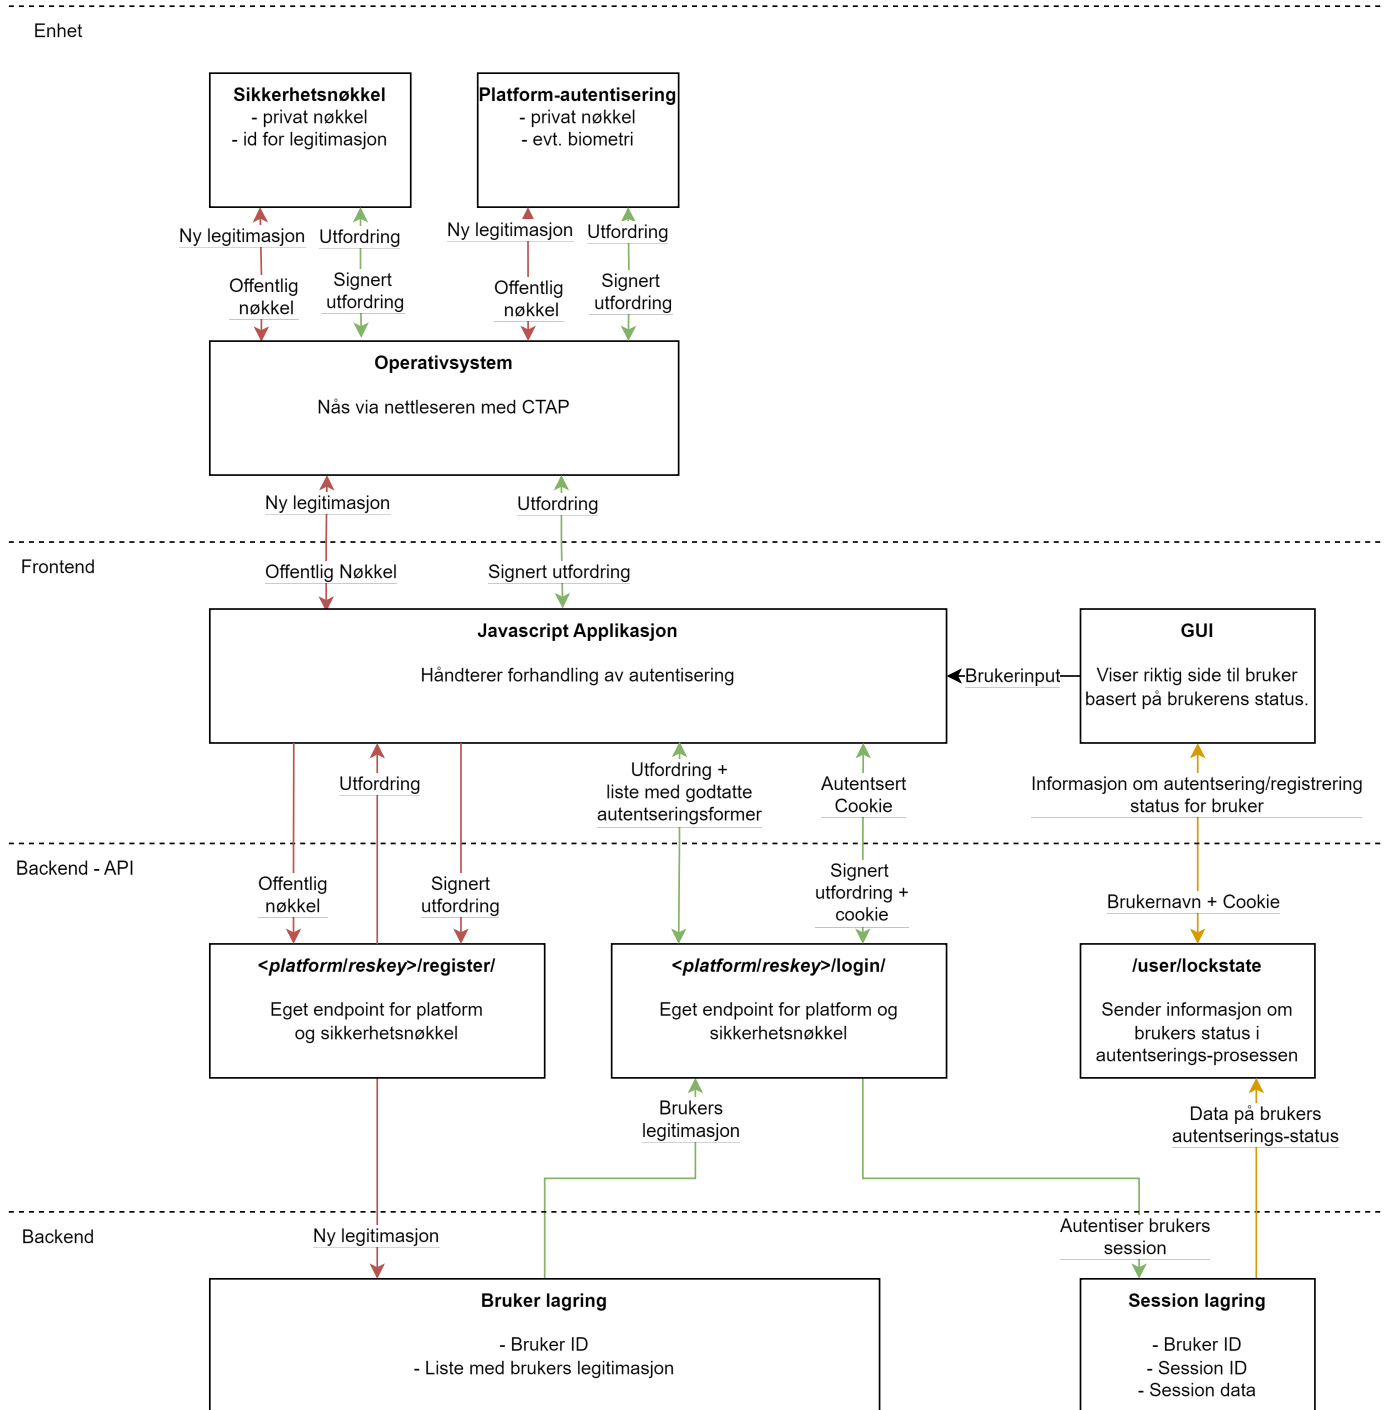 Enhet
Sikkerhetsnøkkel
- privat nøkkel
- id for legitimasjon
Platform-autentisering
- privat nøkkel
- evt. biometri
Ny legitimasjon
Utfordring
Ny legitimasjon
Utfordring
Offentlig
nøkkel
Signert
utfordring
Offentlig
nøkkel
Signert
utfordring
Operativsystem
Nås via nettleseren med CTAP
Ny legitimasjon
Utfordring
Frontend
Offentlig Nøkkel
Signert utfordring
Javascript Applikasjon
Håndterer forhandling av autentisering
Brukerinput
GUI
Viser riktig side til bruker
basert på brukerens status.
Utfordring
Utfordring +
liste med godtatte
autentseringsformer
Autentsert
Cookie
Informasjon om autentsering/registrering
status for bruker
Backend - API
Offentlig
nøkkel
Signert
utfordring
Signert
utfordring +
cookie
Brukernavn + Cookie
<platform/reskey>/register/
Eget endpoint for platform
og sikkerhetsnøkkel
<platform/reskey>/login/
Eget endpoint for platform og
sikkerhetsnøkkel
/user/lockstate
Sender informasjon om
brukers status i
autentserings-prosessen
Brukers
legitimasjon
Data på brukers
autentserings-status
Backend
Ny legitimasjon
Autentiser brukers
session
Bruker lagring
- Bruker ID
- Liste med brukers legitimasjon
Session lagring
- Bruker ID
- Session ID
- Session data